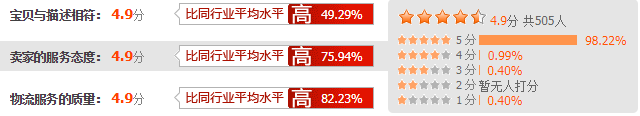 宝贝与描述相符： 4.9分 比同行业平均水平 高 49.29%
卖家的服务态度： 4.9分 比同行业平均水平 高 75.94%
物流服务的质量： 4.9分 比同行业平均水平 高 82.23%
4.9分 共505人
5 分 98.22%
4 分 0.99%
3 分 0.40%
2 分 暂无人打分
1 分 0.40%